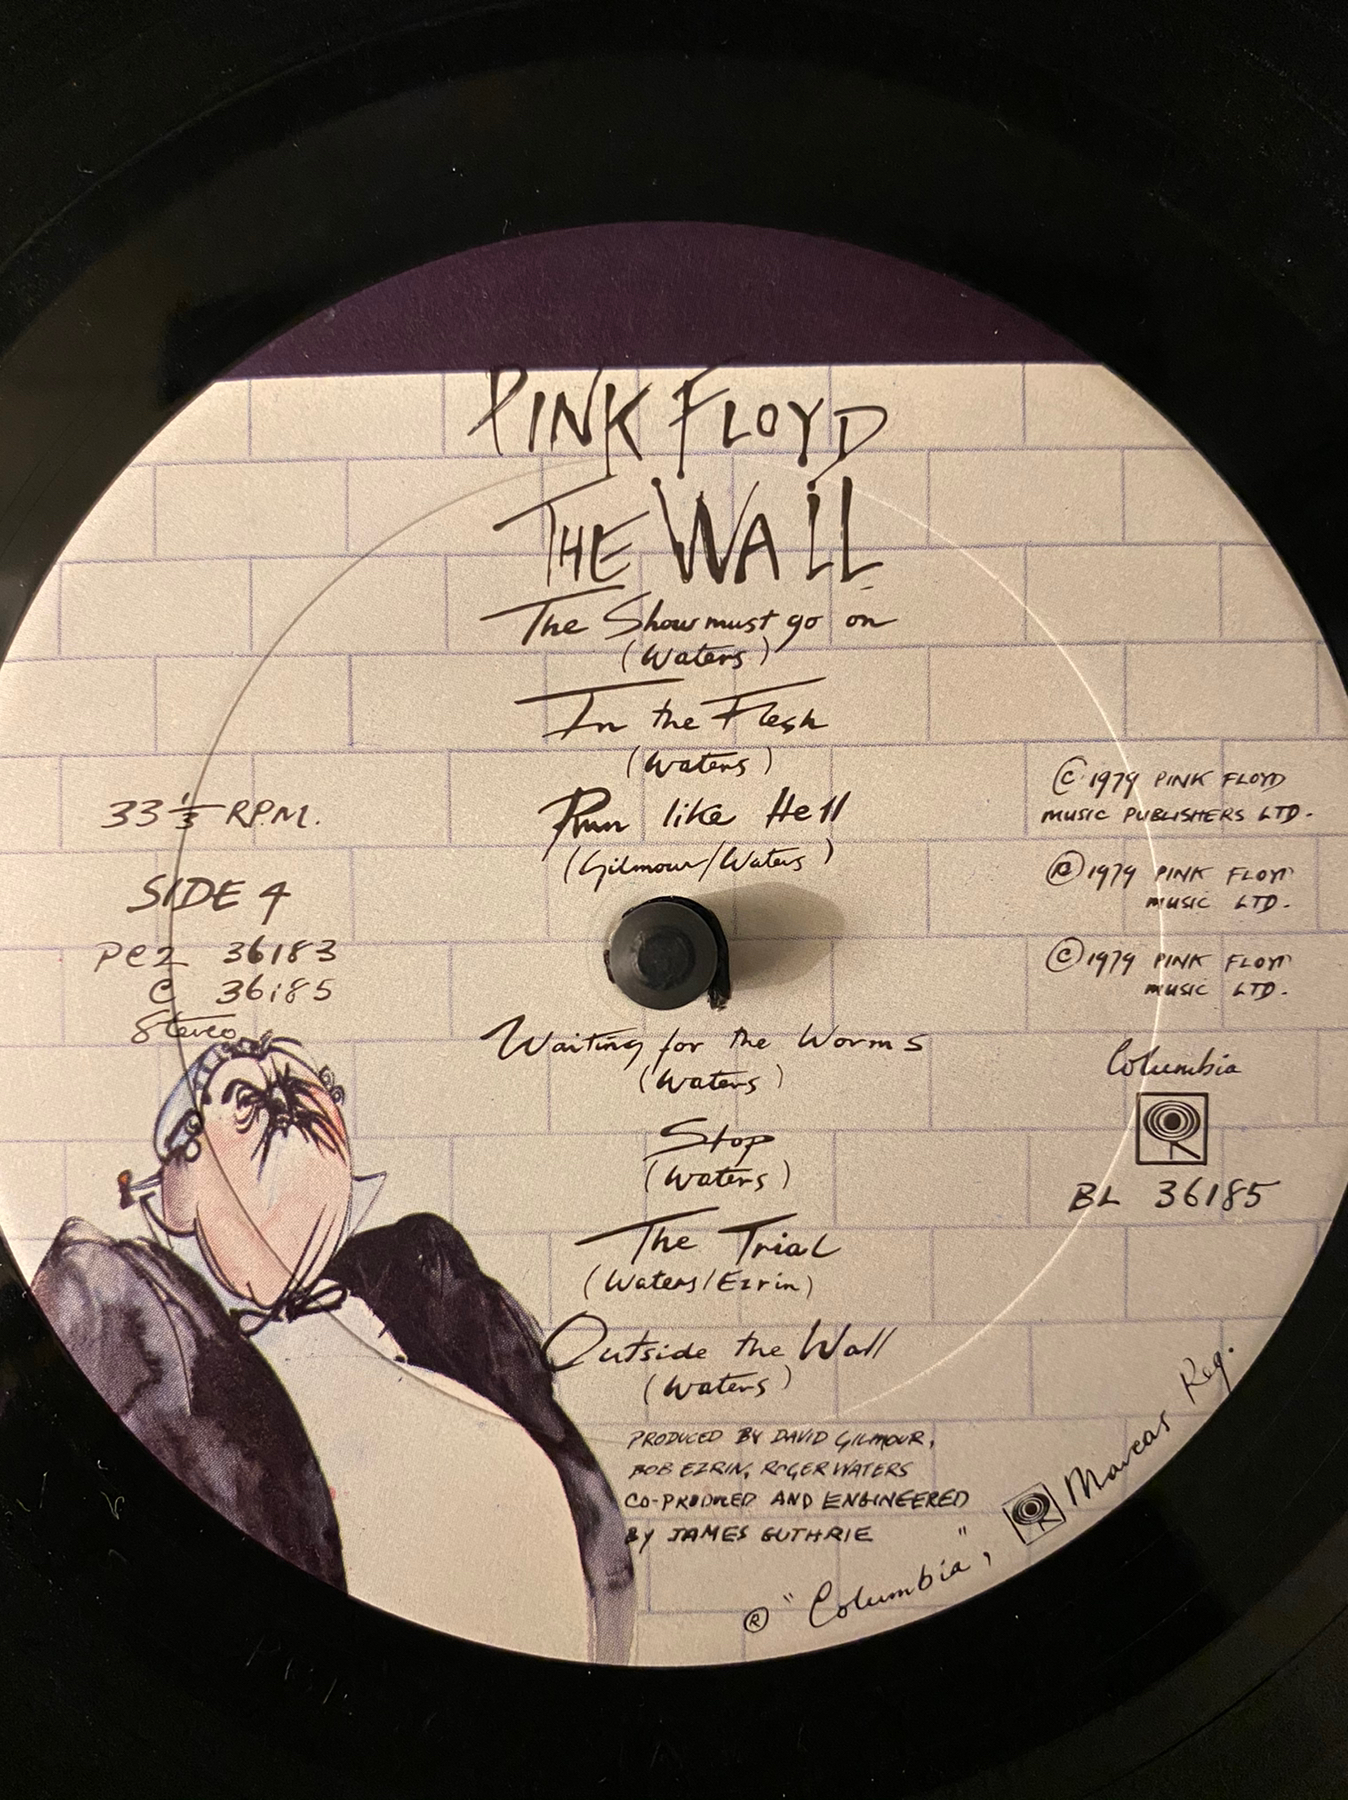 PINK FLOYD
THE WALL
The Show must go on
(Waters)
In the Flesh
(Waters)
Run like Hell
(Gilmour/Waters)
33 1/3 R.P.M.
SIDE 4
PC2 36183
C 36185
Stereo
© 1979 PINK FLOYD
MUSIC PUBLISHERS LTD.
Ⓟ 1979 PINK FLOYD
MUSIC LTD.
© 1979 PINK FLOYD
MUSIC LTD.
Columbia
BL 36185
Waiting for the Worms
(Waters)
Stop
(Waters)
The Trial
(Waters/Ezrin)
Outside the Wall
(Waters)
PRODUCED BY DAVID GILMOUR,
BOB EZRIN, ROGER WATERS
CO-PRODUCED AND ENGINEERED
BY JAMES GUTHRIE
® "Columbia", Marcas Reg.